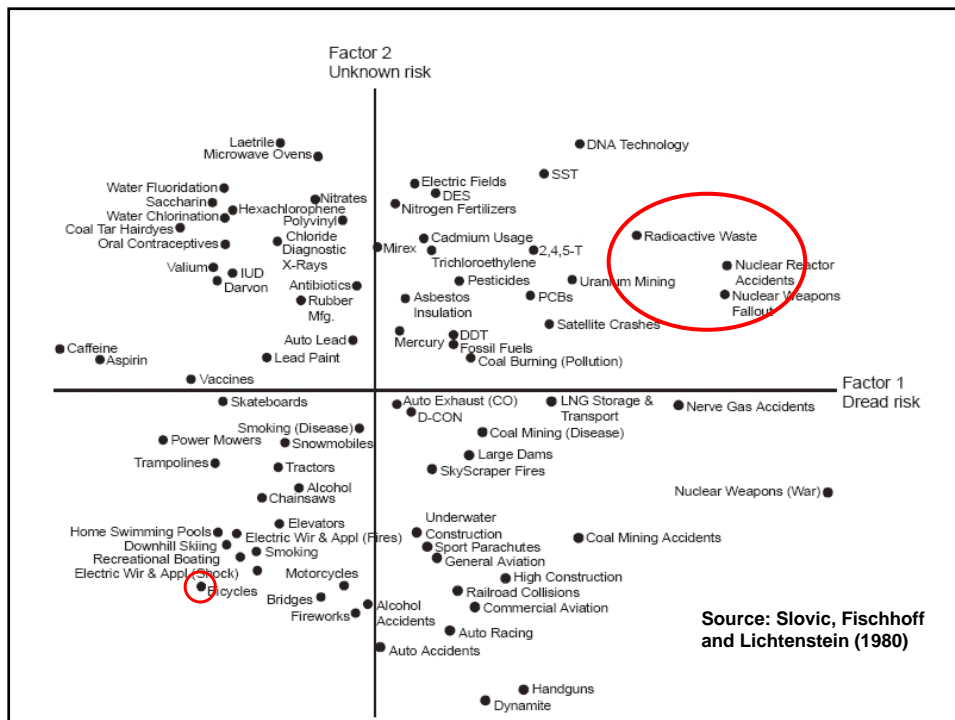 Factor 2
Unknown risk
Laetrile
Microwave Ovens
DNA Technology
SST
Water Fluoridation
Saccharin
Water Chlorination
Coal Tar Hairdyes
Oral Contraceptives
Hexachlorophene
Nitrates
Polyvinyl
Chloride
Diagnostic
X-Rays
Valium
IUD
Darvon
Antibiotics
Rubber
Mfg.
Auto Lead
Lead Paint
Caffeine
Aspirin
Vaccines
Electric Fields
DES
Nitrogen Fertilizers
Mirex
Cadmium Usage
Trichloroethylene
2,4,5-T
Radioactive Waste
Pesticides
Uranium Mining
Nuclear Reactor
Accidents
Nuclear Weapons
Fallout
Asbestos
Insulation
PCBs
Satellite Crashes
Mercury
DDT
Fossil Fuels
Coal Burning (Pollution)
Factor 1
Dread risk
Skateboards
Smoking (Disease)
Power Mowers
Snowmobiles
Trampolines
Tractors
Alcohol
Chainsaws
Elevators
Home Swimming Pools
Electric Wir & Appl (Fires)
Downhill Skiing
Smoking
Recreational Boating
Electric Wir & Appl (Shock)
Bicycles
Motorcycles
Bridges
Fireworks
Alcohol
Accidents
Auto Exhaust (CO)
D-CON
LNG Storage &
Transport
Nerve Gas Accidents
Coal Mining (Disease)
Large Dams
SkyScraper Fires
Nuclear Weapons (War)
Underwater
Construction
Coal Mining Accidents
Sport Parachutes
General Aviation
High Construction
Railroad Collisions
Commercial Aviation
Auto Racing
Auto Accidents
Handguns
Dynamite
Source: Slovic, Fischhoff
and Lichtenstein (1980)